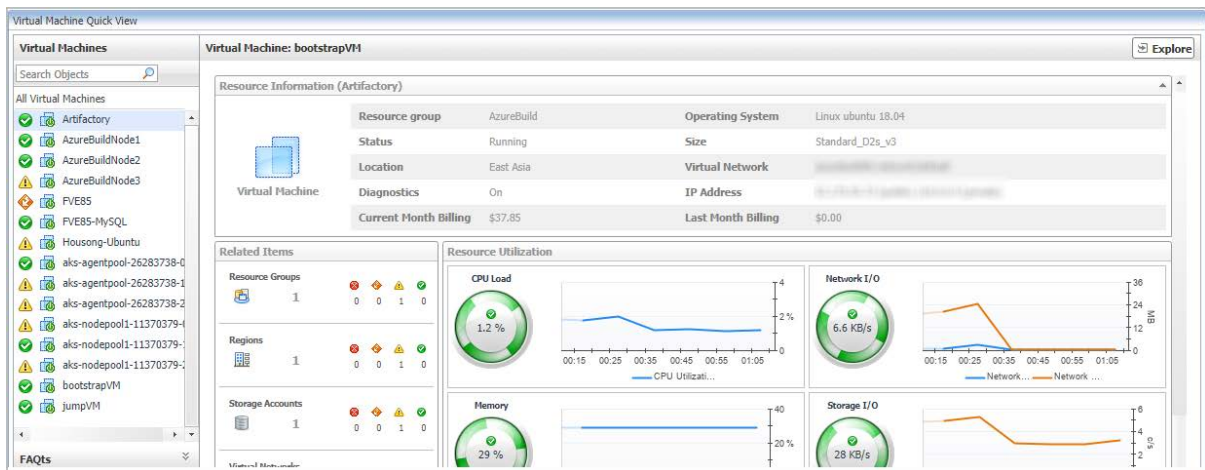 Virtual Machine Quick View
Virtual Machines
Search Objects
All Virtual Machines
Artifactory
AzureBuildNode1
AzureBuildNode2
AzureBuildNode3
FVE85
FVE85-MySQL
Housong-Ubuntu
aks-agentpool-26283738-0
aks-agentpool-26283738-1
aks-agentpool-26283738-2
aks-nodepool1-11370379-
aks-nodepool1-11370379-
aks-nodepool1-11370379-
bootstrapVM
jumpVM
FAQts
Virtual Machine: bootstrapVM
Explore
Resource Information (Artifactory)
Virtual Machine
Resource group AzureBuild Operating System Linux ubuntu 18.04
Status Running Size Standard_D2s_v3
Location East Asia Virtual Network
Diagnostics On IP Address
Current Month Billing $37.85 Last Month Billing $0.00
Related Items
Resource Groups
1
0 0 1 0
Regions
1
0 0 1 0
Storage Accounts
1
0 0 1 0
Virtual Networks
Resource Utilization
CPU Load
1.2 %
4
2 %
0
00:15 00:25 00:35 00:45 00:55 01:05
CPU Utilizati...
Network I/O
6.6 KB/s
36
24
12
0
MB
00:15 00:25 00:35 00:45 00:55 01:05
Network... Network ...
Memory
29 %
40
20 %
Storage I/O
28 KB/s
6
4
2